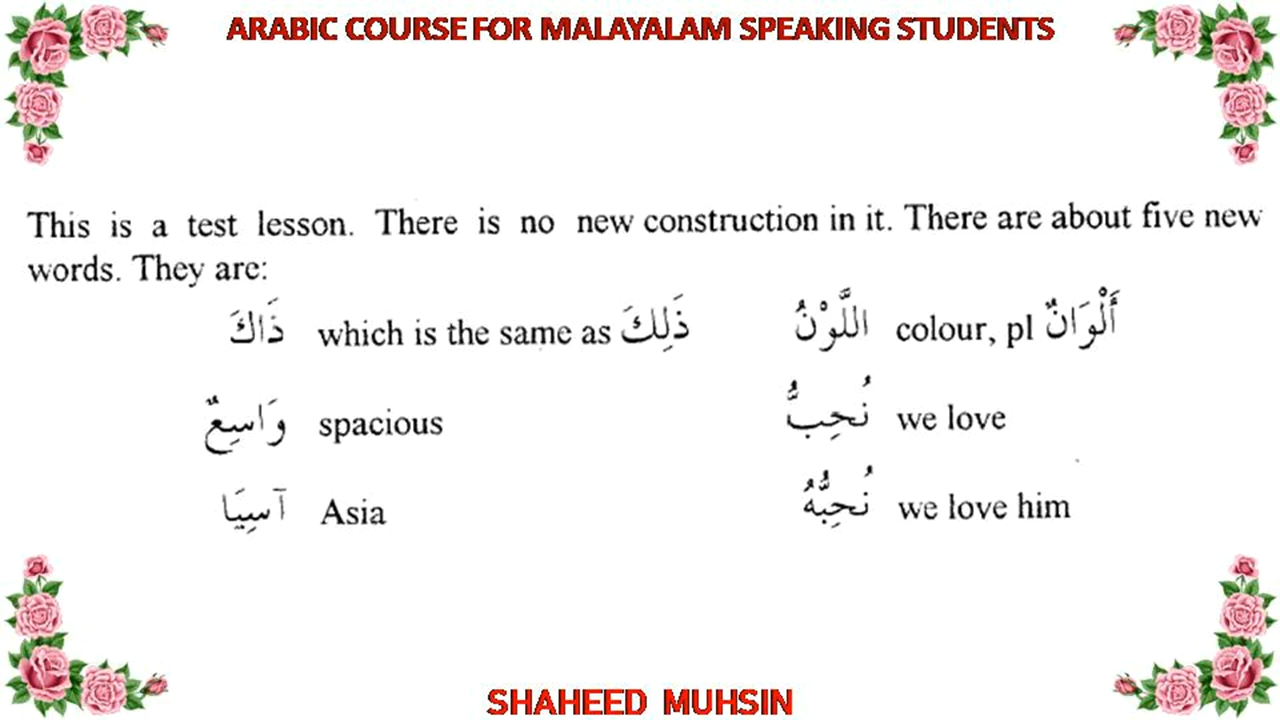 ARABIC COURSE FOR MALAYALAM SPEAKING STUDENTS
This is a test lesson. There is no new construction in it. There are about five new
words. They are:
ذَاكَ which is the same as ذَلِكَ
اللَّوْنُ colour, pl أَلْوَانٌ
وَاسِعٌ spacious
نُحِبُّ we love
آسِيَا Asia
نُحِبُّهُ we love him
SHAHEED MUHSIN